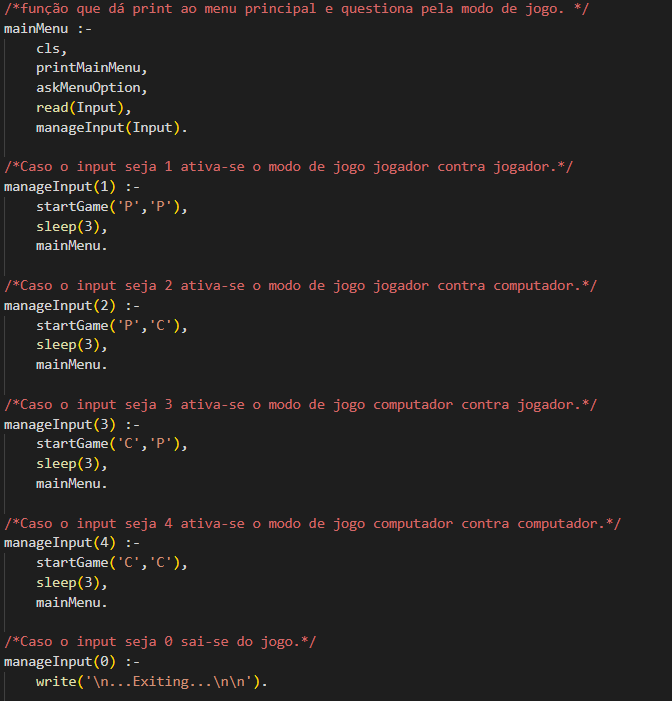 /*função que dá print ao menu principal e questiona pela modo de jogo. */
mainMenu :-
    cls,
    printMainMenu,
    askMenuOption,
    read(Input),
    manageInput(Input).
/*Caso o input seja 1 ativa-se o modo de jogo jogador contra jogador.*/
manageInput(1) :-
    startGame('P','P'),
    sleep(3),
    mainMenu.
/*Caso o input seja 2 ativa-se o modo de jogo jogador contra computador.*/
manageInput(2) :-
    startGame('P','C'),
    sleep(3),
    mainMenu.
/*Caso o input seja 3 ativa-se o modo de jogo computador contra jogador.*/
manageInput(3) :-
    startGame('C','P'),
    sleep(3),
    mainMenu.
/*Caso o input seja 4 ativa-se o modo de jogo computador contra computador.*/
manageInput(4) :-
    startGame('C','C'),
    sleep(3),
    mainMenu.
/*Caso o input seja 0 sai-se do jogo.*/
manageInput(0) :-
    write('\n...Exiting...\n\n').